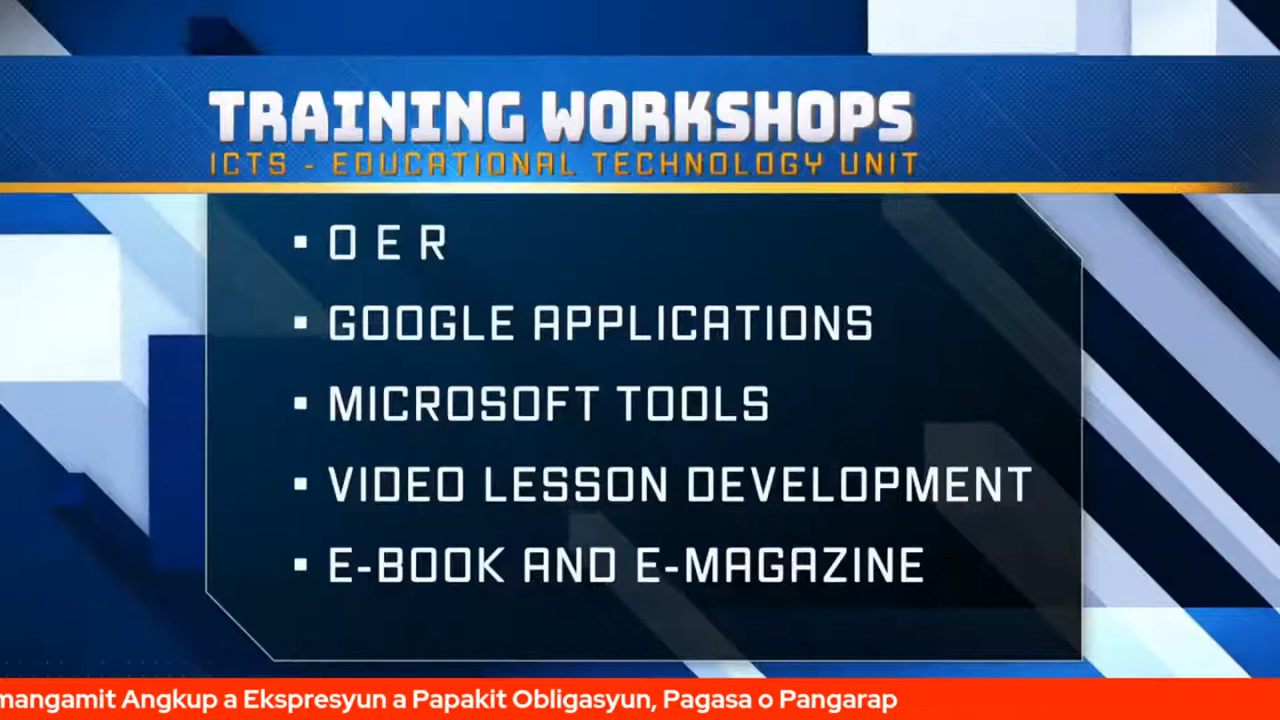 TRAINING WORKSHOPS
ICTS - EDUCATIONAL TECHNOLOGY UNIT
▪ O E R
▪ GOOGLE APPLICATIONS
▪ MICROSOFT TOOLS
▪ VIDEO LESSON DEVELOPMENT
▪ E-BOOK AND E-MAGAZINE
mangamit Angkup a Ekspresyun a Papakit Obligasyun, Pagasa o Pangarap